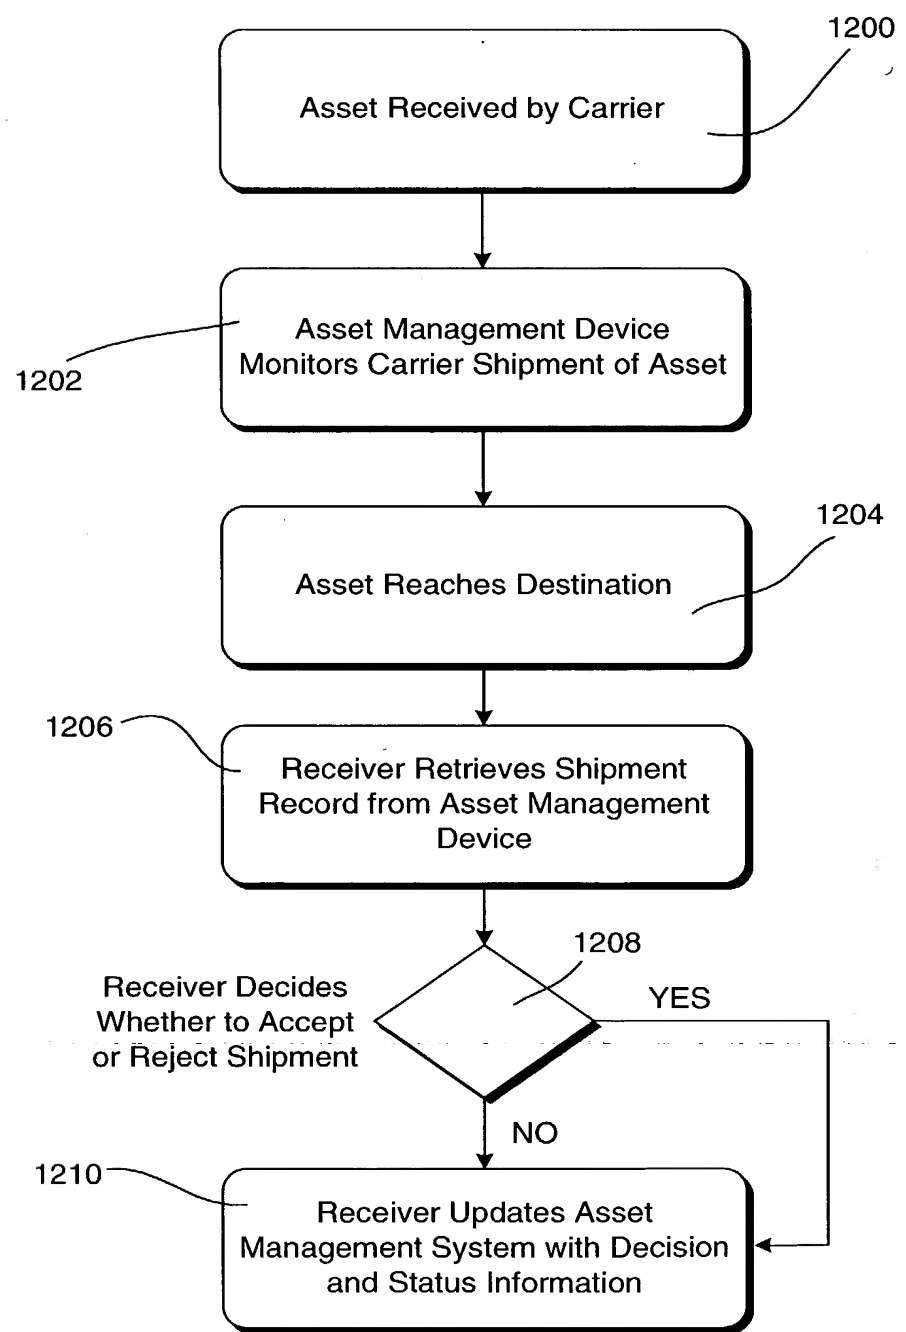 1200
Asset Received by Carrier
Asset Management Device
Monitors Carrier Shipment of Asset
1202
1204
Asset Reaches Destination
1206
Receiver Retrieves Shipment
Record from Asset Management
Device
1208
Receiver Decides
Whether to Accept
or Reject Shipment
YES
NO
1210
Receiver Updates Asset
Management System with Decision
and Status Information